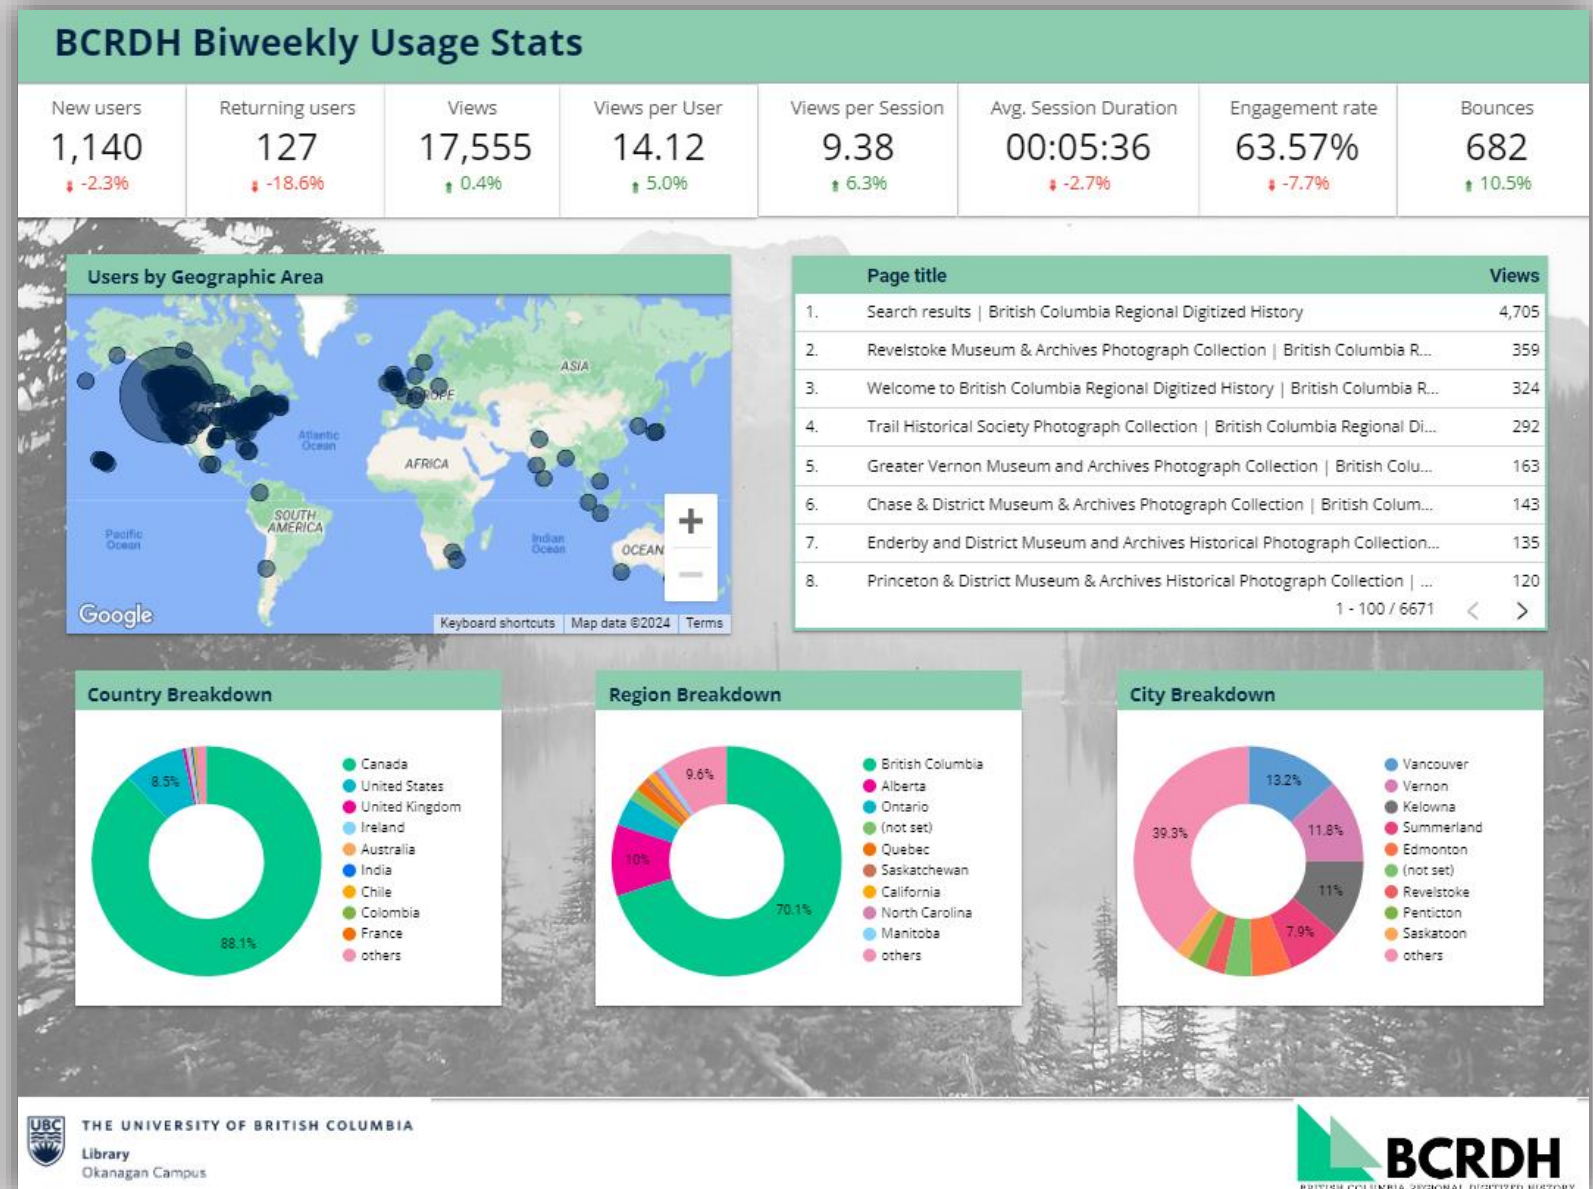 BCRDH Biweekly Usage Stats
New users
1,140
-2.3%
Returning users
127
-18.6%
Views
17,555
0.4%
Views per User
14.12
5.0%
Views per Session
9.38
6.3%
Avg. Session Duration
00:05:36
-2.7%
Engagement rate
63.57%
-7.7%
Bounces
682
10.5%
Users by Geographic Area
ASIA
Atlantic
Ocean
AFRICA
SOUTH
AMERICA
Pacific
Ocean
Indian
Ocean
OCEAN
+
−
Google
Keyboard shortcuts
Map data ©2024
Terms
Page title Views
1. Search results | British Columbia Regional Digitized History 4,705
2. Revelstoke Museum & Archives Photograph Collection | British Columbia R... 359
3. Welcome to British Columbia Regional Digitized History | British Columbia R... 324
4. Trail Historical Society Photograph Collection | British Columbia Regional Di... 292
5. Greater Vernon Museum and Archives Photograph Collection | British Colu... 163
6. Chase & District Museum & Archives Photograph Collection | British Colum... 143
7. Enderby and District Museum and Archives Historical Photograph Collection... 135
8. Princeton & District Museum & Archives Historical Photograph Collection | ... 120
1 - 100 / 6671 < >
Country Breakdown
8.5%
88.1%
Canada
United States
United Kingdom
Ireland
Australia
India
Chile
Colombia
France
others
Region Breakdown
9.6%
10%
70.1%
British Columbia
Alberta
Ontario
(not set)
Quebec
Saskatchewan
California
North Carolina
Manitoba
others
City Breakdown
13.2%
11.8%
11%
7.9%
39.3%
Vancouver
Vernon
Kelowna
Summerland
Edmonton
(not set)
Revelstoke
Penticton
Saskatoon
others
UBC
THE UNIVERSITY OF BRITISH COLUMBIA
Library
Okanagan Campus
BCRDH
BRITISH COLUMBIA REGIONAL DIGITIZED HISTORY